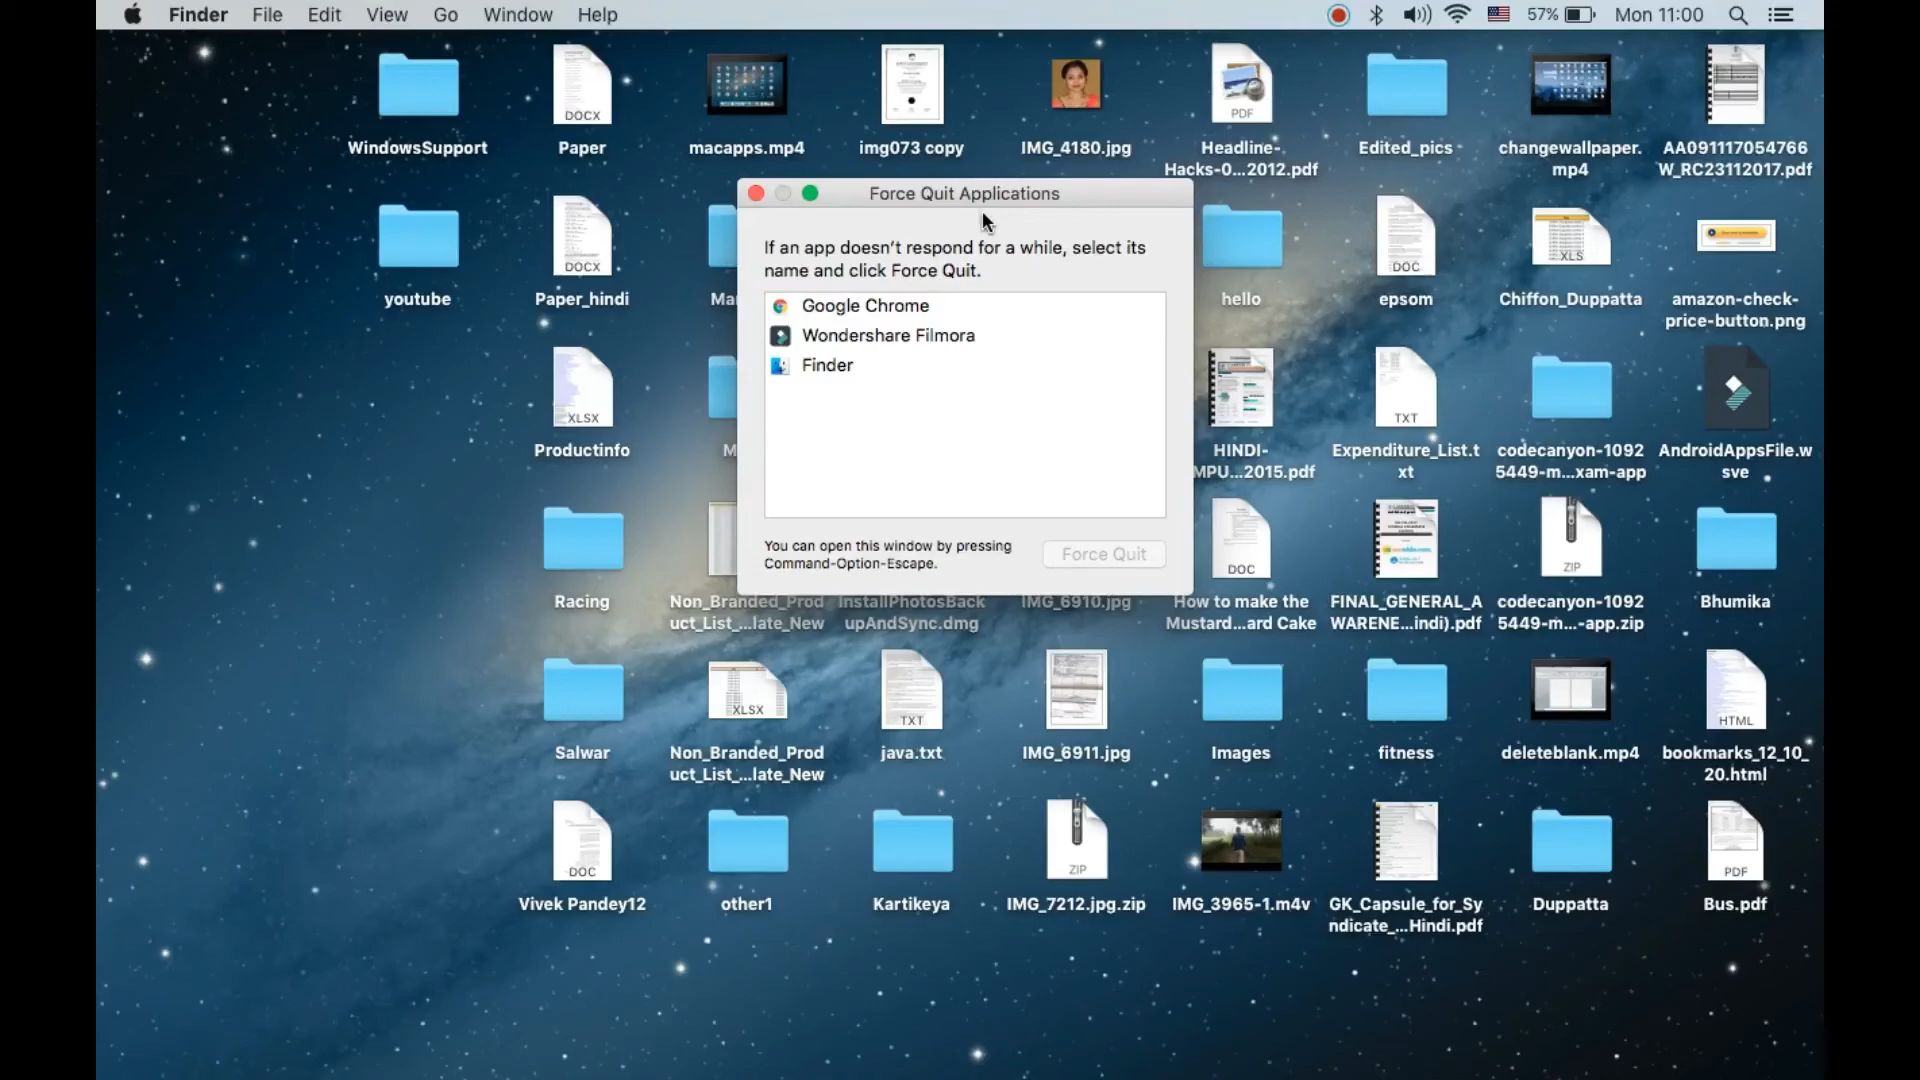 Finder File Edit View Go Window Help
57% Mon 11:00
DOCX
PDF
WindowsSupport
Paper
macapps.mp4
img073 copy
IMG_4180.jpg
Headline-
Hacks-0...2012.pdf
Edited_pics
changewallpaper.
mp4
AA091117054766
W_RC23112017.pdf
Force Quit Applications
If an app doesn't respond for a while, select its
name and click Force Quit.
Google Chrome
Wondershare Filmora
Finder
You can open this window by pressing
Command-Option-Escape.
Force Quit
DOCX
DOC
XLS
youtube
Paper_hindi
Mar
hello
epsom
Chiffon_Duppatta
amazon-check-
price-button.png
XLSX
TXT
Productinfo
M
HINDI-
MPU...2015.pdf
Expenditure_List.t
xt
codecanyon-1092
5449-m...xam-app
AndroidAppsFile.w
sve
DOC
ZIP
Racing
Non_Branded_Prod
uct_List_...late_New
InstallPhotosBack
upAndSync.dmg
IMG_6910.jpg
How to make the
Mustard...ard Cake
FINAL_GENERAL_A
WARENE...indi).pdf
codecanyon-1092
5449-m...-app.zip
Bhumika
XLSX
TXT
HTML
Salwar
Non_Branded_Prod
uct_List_...late_New
java.txt
IMG_6911.jpg
Images
fitness
deleteblank.mp4
bookmarks_12_10_
20.html
DOC
ZIP
PDF
Vivek Pandey12
other1
Kartikeya
IMG_7212.jpg.zip
IMG_3965-1.m4v
GK_Capsule_for_Sy
ndicate_...Hindi.pdf
Duppatta
Bus.pdf